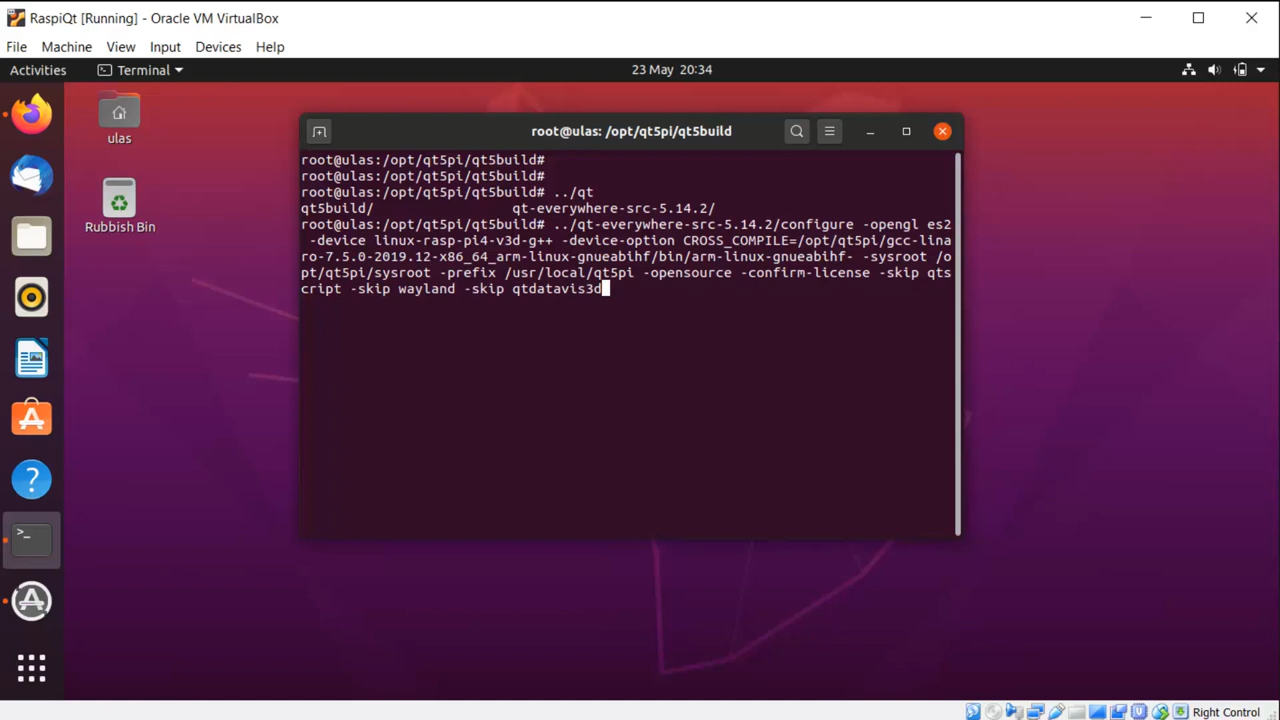 RaspiQt [Running] - Oracle VM VirtualBox
File Machine View Input Devices Help
Activities Terminal 23 May 20:34
ulas
Rubbish Bin
root@ulas: /opt/qt5pi/qt5build
root@ulas:/opt/qt5pi/qt5build#
root@ulas:/opt/qt5pi/qt5build#
root@ulas:/opt/qt5pi/qt5build# ../qt
qt5build/ qt-everywhere-src-5.14.2/
root@ulas:/opt/qt5pi/qt5build# ../qt-everywhere-src-5.14.2/configure -opengl es2
-device linux-rasp-pi4-v3d-g++ -device-option CROSS_COMPILE=/opt/qt5pi/gcc-lina
ro-7.5.0-2019.12-x86_64_arm-linux-gnueabihf/bin/arm-linux-gnueabihf- -sysroot /o
pt/qt5pi/sysroot -prefix /usr/local/qt5pi -opensource -confirm-license -skip qts
cript -skip wayland -skip qtdatavis3d
Right Control